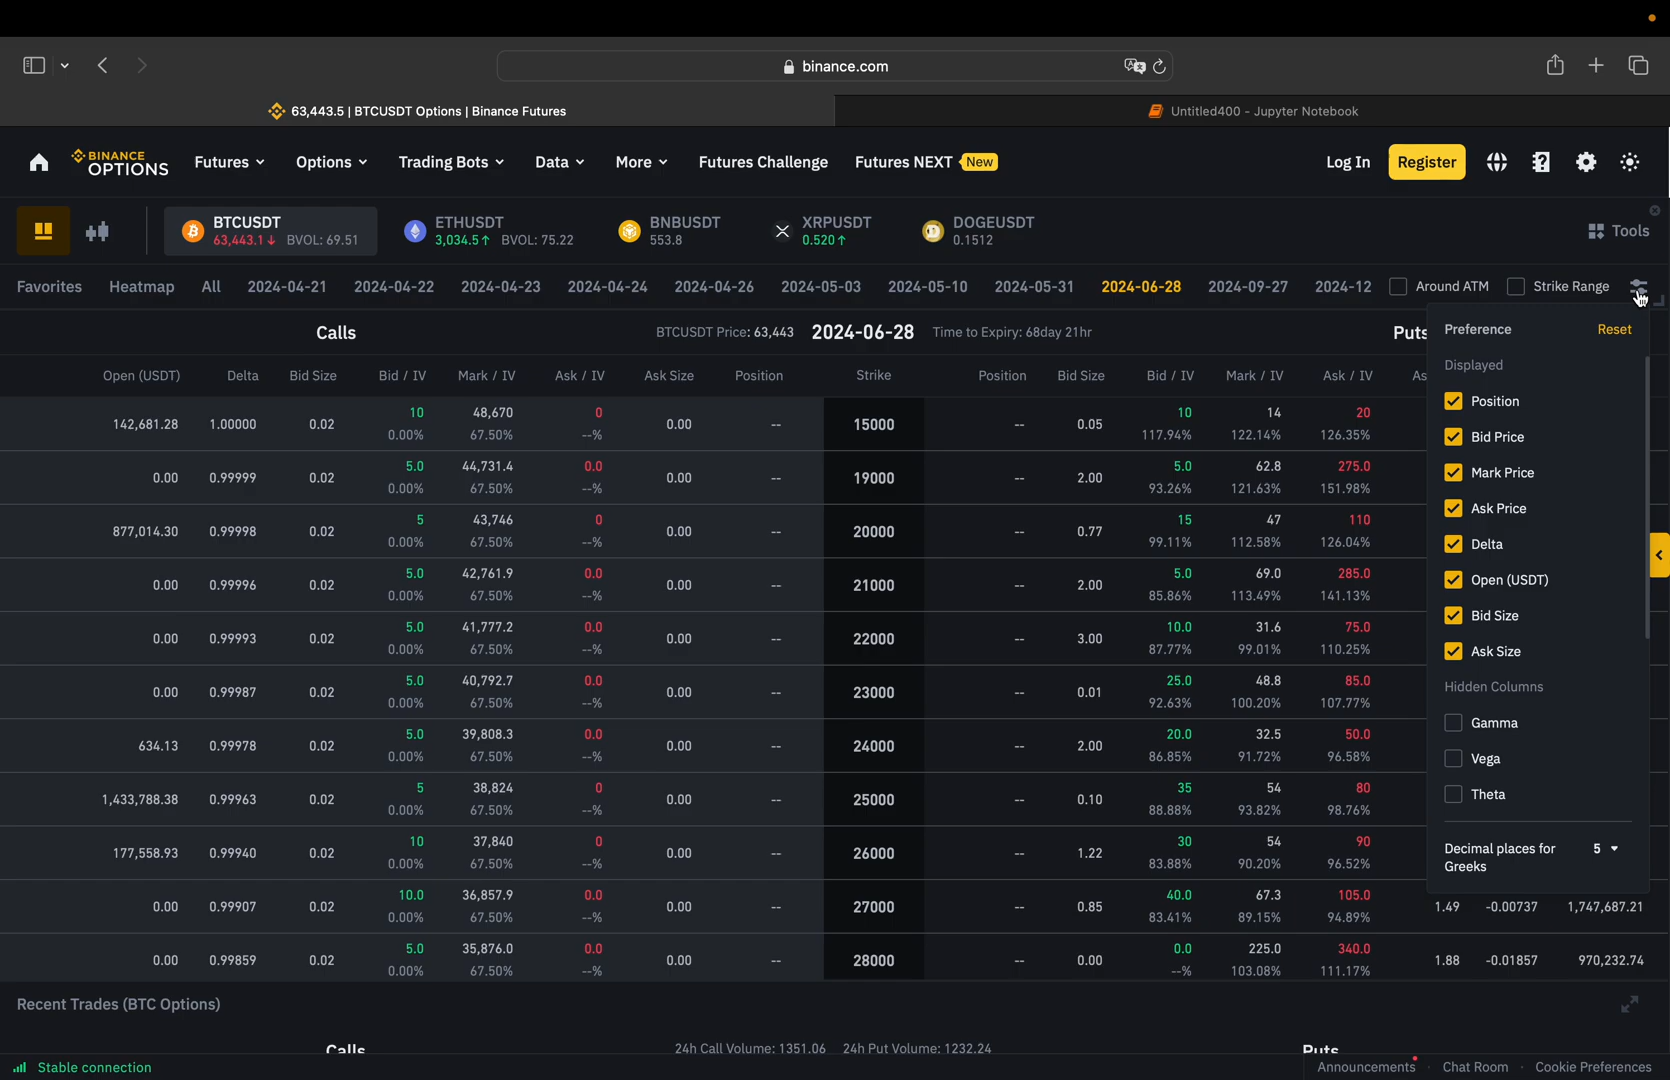 binance.com
63,443.5 | BTCUSDT Options | Binance Futures
Untitled400 - Jupyter Notebook
BINANCE OPTIONS Futures Options Trading Bots Data More Futures Challenge Futures NEXT New Log In Register
BTCUSDT 63,443.1↓ BVOL: 69.51 ETHUSDT 3,034.5↑ BVOL: 75.22 BNBUSDT 553.8 XRPUSDT 0.520↑ DOGEUSDT 0.1512 Tools
Favorites Heatmap All 2024-04-21 2024-04-22 2024-04-23 2024-04-24 2024-04-26 2024-05-03 2024-05-10 2024-05-31 2024-06-28 2024-09-27 2024-12 Around ATM Strike Range
Calls BTCUSDT Price: 63,443 2024-06-28 Time to Expiry: 68day 21hr Puts
Open (USDT) Delta Bid Size Bid / IV Mark / IV Ask / IV Ask Size Position Strike Position Bid Size Bid / IV Mark / IV Ask / IV As
10 48,670 0 10 14 20
142,681.28 1.00000 0.02 0.00 -- 15000 -- 0.05
0.00% 67.50% --% 117.94% 122.14% 126.35%
5.0 44,731.4 0.0 5.0 62.8 275.0
0.00 0.99999 0.02 0.00 -- 19000 -- 2.00
0.00% 67.50% --% 93.26% 121.63% 151.98%
5 43,746 0 15 47 110
877,014.30 0.99998 0.02 0.00 -- 20000 -- 0.77
0.00% 67.50% --% 99.11% 112.58% 126.04%
5.0 42,761.9 0.0 5.0 69.0 285.0
0.00 0.99996 0.02 0.00 -- 21000 -- 2.00
0.00% 67.50% --% 85.86% 113.49% 141.13%
5.0 41,777.2 0.0 10.0 31.6 75.0
0.00 0.99993 0.02 0.00 -- 22000 -- 3.00
0.00% 67.50% --% 87.77% 99.01% 110.25%
5.0 40,792.7 0.0 25.0 48.8 85.0
0.00 0.99987 0.02 0.00 -- 23000 -- 0.01
0.00% 67.50% --% 92.63% 100.20% 107.77%
5.0 39,808.3 0.0 20.0 32.5 50.0
634.13 0.99978 0.02 0.00 -- 24000 -- 2.00
0.00% 67.50% --% 86.85% 91.72% 96.58%
5 38,824 0 35 54 80
1,433,788.38 0.99963 0.02 0.00 -- 25000 -- 0.10
0.00% 67.50% --% 88.88% 93.82% 98.76%
10 37,840 0 30 54 90
177,558.93 0.99940 0.02 0.00 -- 26000 -- 1.22
0.00% 67.50% --% 83.88% 90.20% 96.52%
10.0 36,857.9 0.0 40.0 67.3 105.0
0.00 0.99907 0.02 0.00 -- 27000 -- 0.85 1.49 -0.00737 1,747,687.21
0.00% 67.50% --% 83.41% 89.15% 94.89%
5.0 35,876.0 0.0 0.0 225.0 340.0
0.00 0.99859 0.02 0.00 -- 28000 -- 0.00 1.88 -0.01857 970,232.74
0.00% 67.50% --% --% 103.08% 111.17%
Preference Reset
Displayed
Position
Bid Price
Mark Price
Ask Price
Delta
Open (USDT)
Bid Size
Ask Size
Hidden Columns
Gamma
Vega
Theta
Decimal places for 5
Greeks
Recent Trades (BTC Options)
Calls 24h Call Volume: 1351.06 24h Put Volume: 1232.24 Puts
Stable connection Announcements Chat Room Cookie Preferences